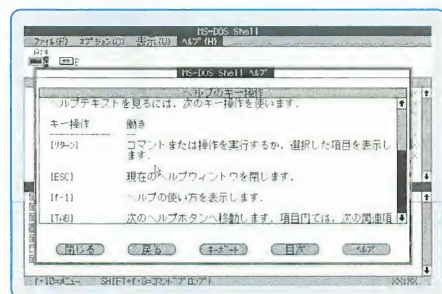 MS-DOS Shell
ファイル(F) オプション(O) 表示(V) ヘルプ(H)
A:¥
MS-DOS Shell ヘルプ
ヘルプのキー操作
ヘルプテキストを見るには、次のキー操作を使います.
キー操作 働き
[リターン] コマンドまたは操作を実行するか、選択した項目を表示し
ます.
[ESC] 現在のヘルプウィンドウを閉じます.
[f・1] ヘルプの使い方を表示します.
[TAB] 次のヘルプボタンへ移動します. 項目内では、次の関連項
閉じる 戻る キーボード 目次 ヘルプ
f・10=メニュー SHIFT+f・9=コマンドプロンプト